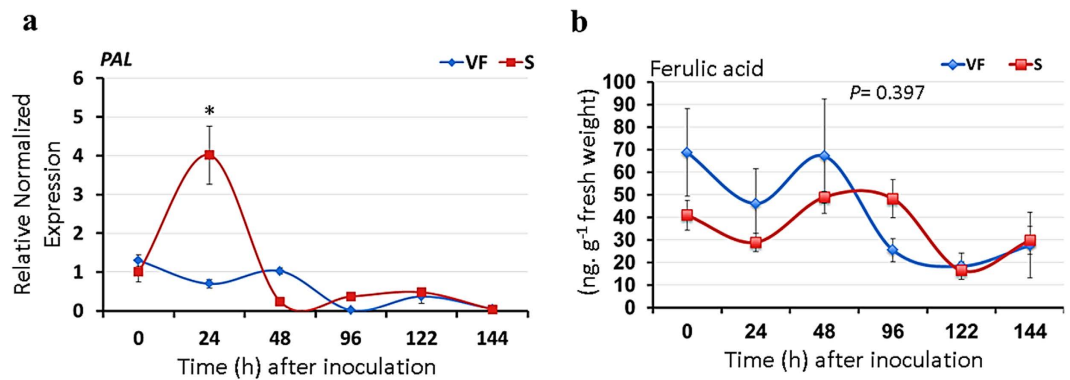 a
PAL
VF S
6
5
4
3
2
1
0
*
Relative Normalized
Expression
0 24 48 96 122 144
Time (h) after inoculation
b
Ferulic acid
VF S
P= 0.397
100
90
80
70
60
50
40
30
20
10
0
(ng. g⁻¹ fresh weight)
0 24 48 96 122 144
Time (h) after inoculation